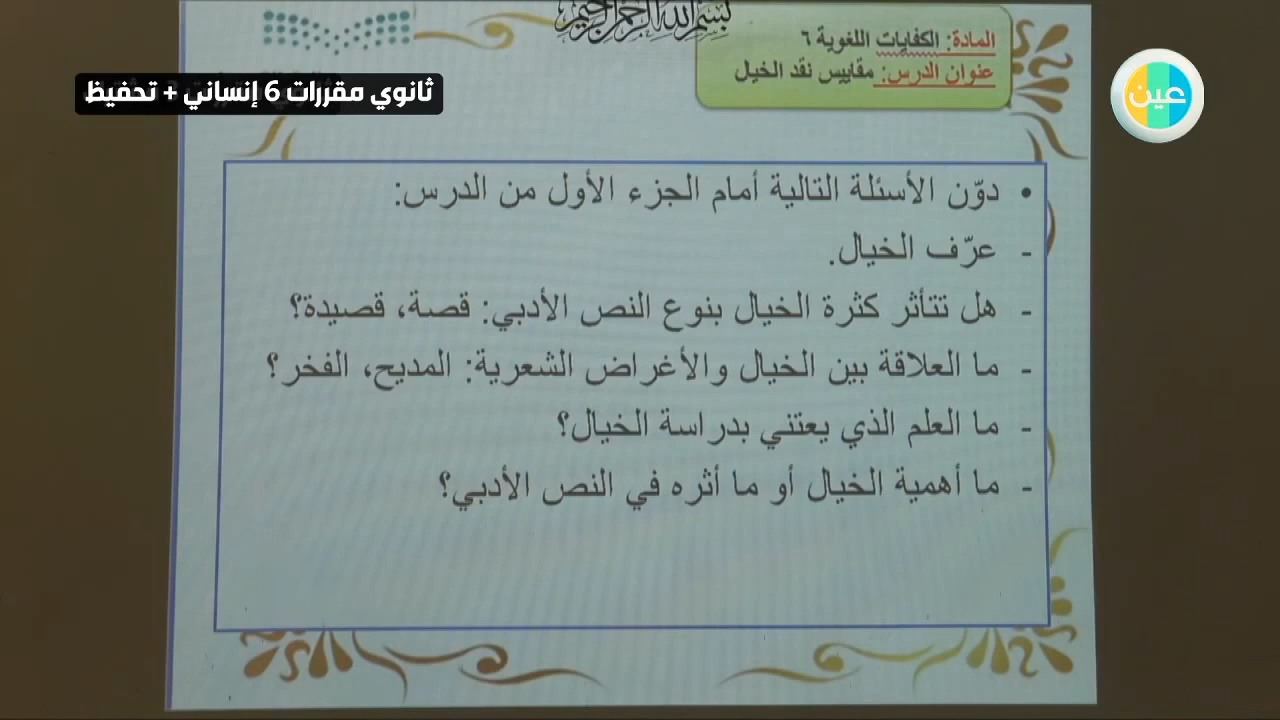 بسم الله الرحمن الرحيم
المادة: الكفايات اللغوية ٦
عنوان الدرس: مقاييس نقد الخيال
ثانوي مقررات 6 إنساني + تحفيظ
عين
• دوّن الأسئلة التالية أمام الجزء الأول من الدرس:
- عرّف الخيال.
- هل تتأثر كثرة الخيال بنوع النص الأدبي: قصة، قصيدة؟
- ما العلاقة بين الخيال والأغراض الشعرية: المديح، الفخر؟
- ما العلم الذي يعتني بدراسة الخيال؟
- ما أهمية الخيال أو ما أثره في النص الأدبي؟